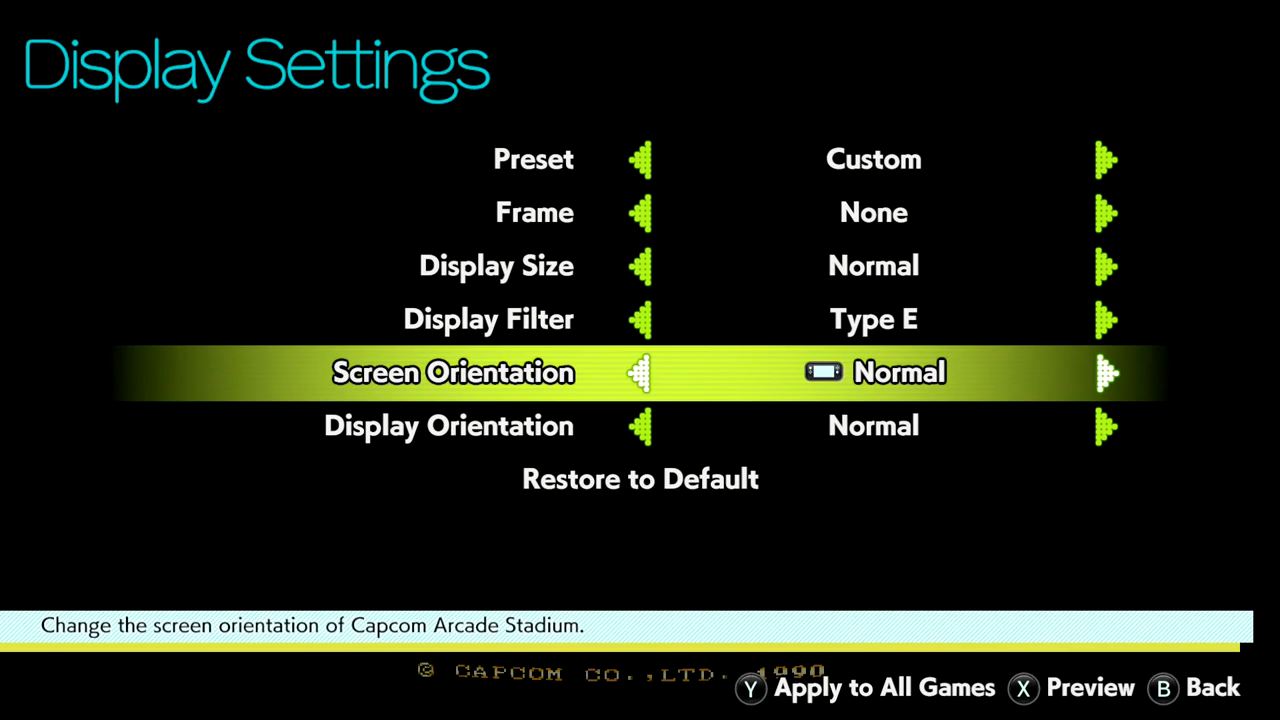 Display Settings
Preset Custom
Frame None
Display Size Normal
Display Filter Type E
Screen Orientation Normal
Display Orientation Normal
Restore to Default
Change the screen orientation of Capcom Arcade Stadium.
© CAPCOM CO.,LTD. 1990
Y Apply to All Games X Preview B Back